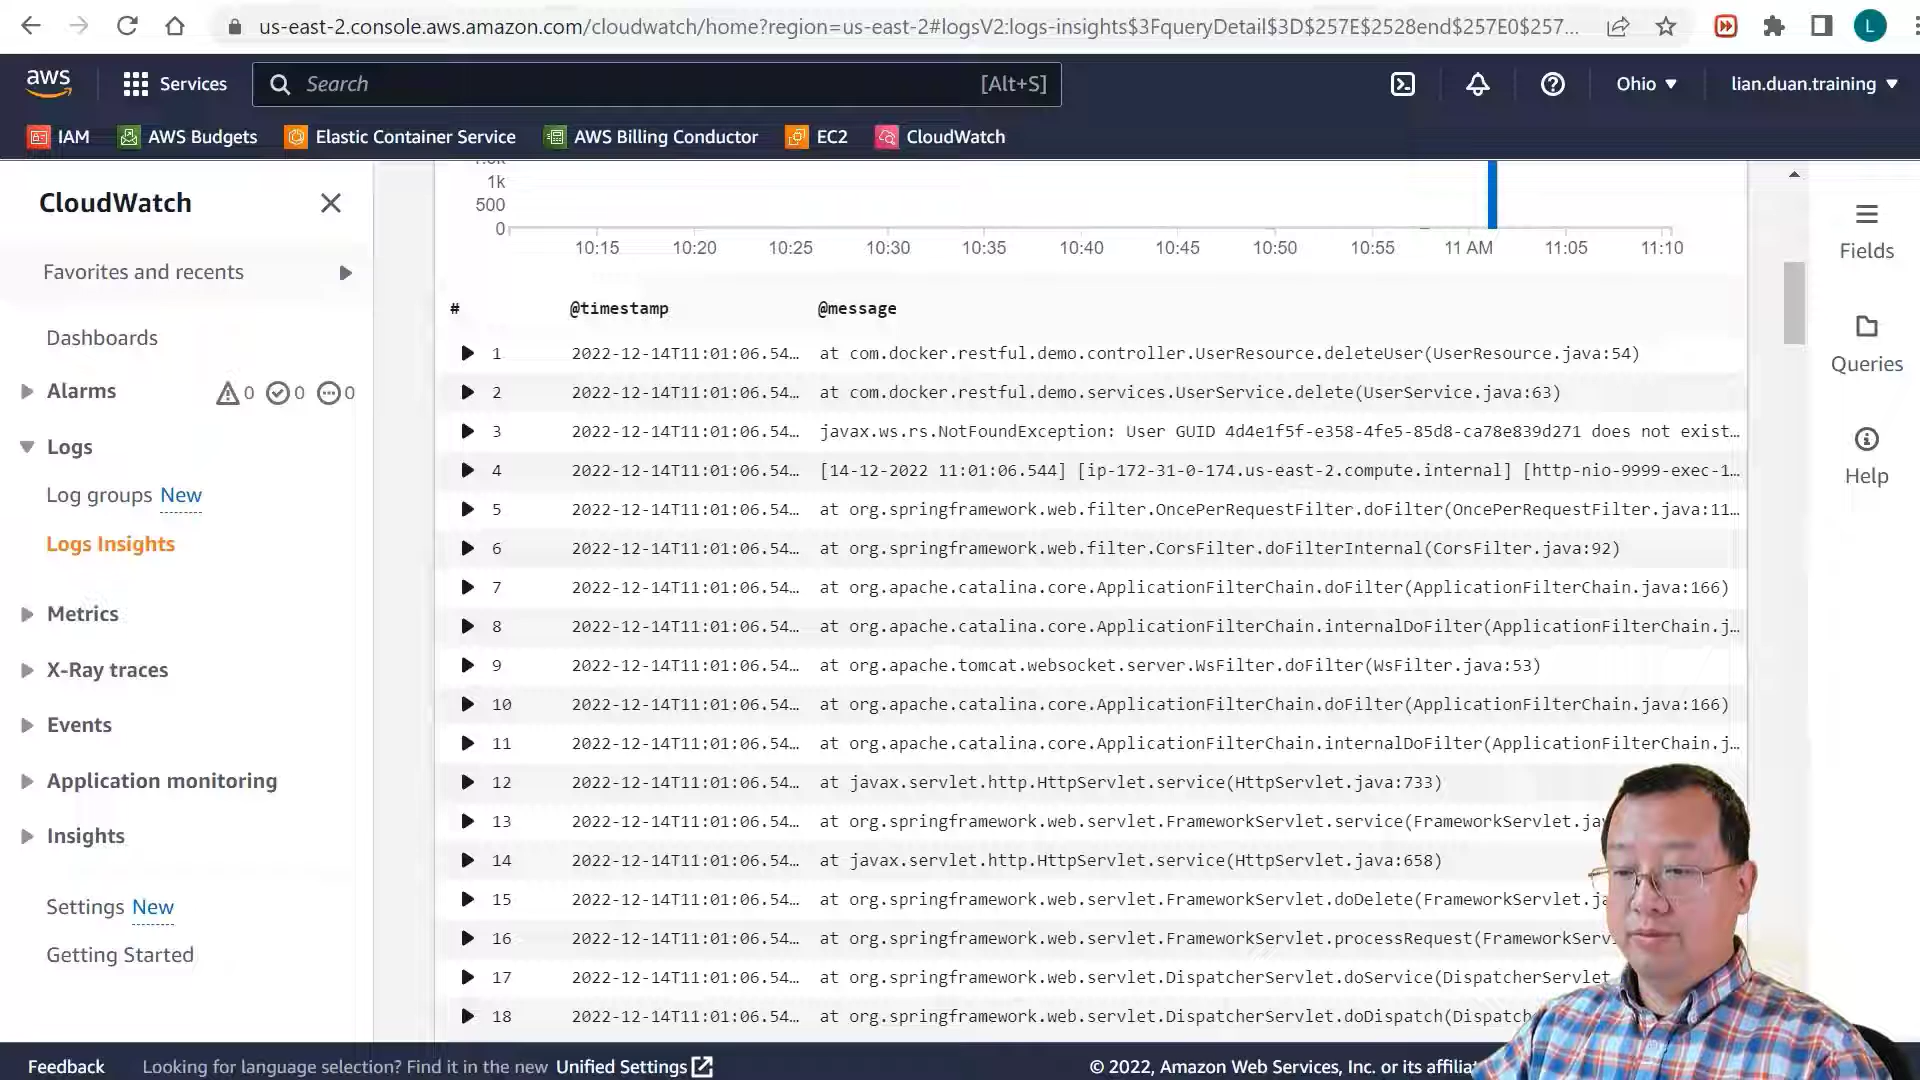 us-east-2.console.aws.amazon.com/cloudwatch/home?region=us-east-2#logsV2:logs-insights$3FqueryDetail$3D$257E$2528end$257E0$257...
L
aws Services Search [Alt+S] Ohio lian.duan.training
IAM AWS Budgets Elastic Container Service AWS Billing Conductor EC2 CloudWatch
CloudWatch
Favorites and recents
Dashboards
Alarms 0 0 0
Logs
Log groups New
Logs Insights
Metrics
X-Ray traces
Events
Application monitoring
Insights
Settings New
Getting Started
1k
500
0
10:15 10:20 10:25 10:30 10:35 10:40 10:45 10:50 10:55 11 AM 11:05 11:10
# @timestamp @message
1 2022-12-14T11:01:06.54... at com.docker.restful.demo.controller.UserResource.deleteUser(UserResource.java:54)
2 2022-12-14T11:01:06.54... at com.docker.restful.demo.services.UserService.delete(UserService.java:63)
3 2022-12-14T11:01:06.54... javax.ws.rs.NotFoundException: User GUID 4d4e1f5f-e358-4fe5-85d8-ca78e839d271 does not exist...
4 2022-12-14T11:01:06.54... [14-12-2022 11:01:06.544] [ip-172-31-0-174.us-east-2.compute.internal] [http-nio-9999-exec-1...
5 2022-12-14T11:01:06.54... at org.springframework.web.filter.OncePerRequestFilter.doFilter(OncePerRequestFilter.java:11...
6 2022-12-14T11:01:06.54... at org.springframework.web.filter.CorsFilter.doFilterInternal(CorsFilter.java:92)
7 2022-12-14T11:01:06.54... at org.apache.catalina.core.ApplicationFilterChain.doFilter(ApplicationFilterChain.java:166)
8 2022-12-14T11:01:06.54... at org.apache.catalina.core.ApplicationFilterChain.internalDoFilter(ApplicationFilterChain.j...
9 2022-12-14T11:01:06.54... at org.apache.tomcat.websocket.server.WsFilter.doFilter(WsFilter.java:53)
10 2022-12-14T11:01:06.54... at org.apache.catalina.core.ApplicationFilterChain.doFilter(ApplicationFilterChain.java:166)
11 2022-12-14T11:01:06.54... at org.apache.catalina.core.ApplicationFilterChain.internalDoFilter(ApplicationFilterChain.j...
12 2022-12-14T11:01:06.54... at javax.servlet.http.HttpServlet.service(HttpServlet.java:733)
13 2022-12-14T11:01:06.54... at org.springframework.web.servlet.FrameworkServlet.service(FrameworkServlet.ja
14 2022-12-14T11:01:06.54... at javax.servlet.http.HttpServlet.service(HttpServlet.java:658)
15 2022-12-14T11:01:06.54... at org.springframework.web.servlet.FrameworkServlet.doDelete(FrameworkServlet.ja
16 2022-12-14T11:01:06.54... at org.springframework.web.servlet.FrameworkServlet.processRequest(FrameworkServ
17 2022-12-14T11:01:06.54... at org.springframework.web.servlet.DispatcherServlet.doService(DispatcherServlet
18 2022-12-14T11:01:06.54... at org.springframework.web.servlet.DispatcherServlet.doDispatch(Dispatch
Fields
Queries
Help
Feedback Looking for language selection? Find it in the new Unified Settings © 2022, Amazon Web Services, Inc. or its affilia